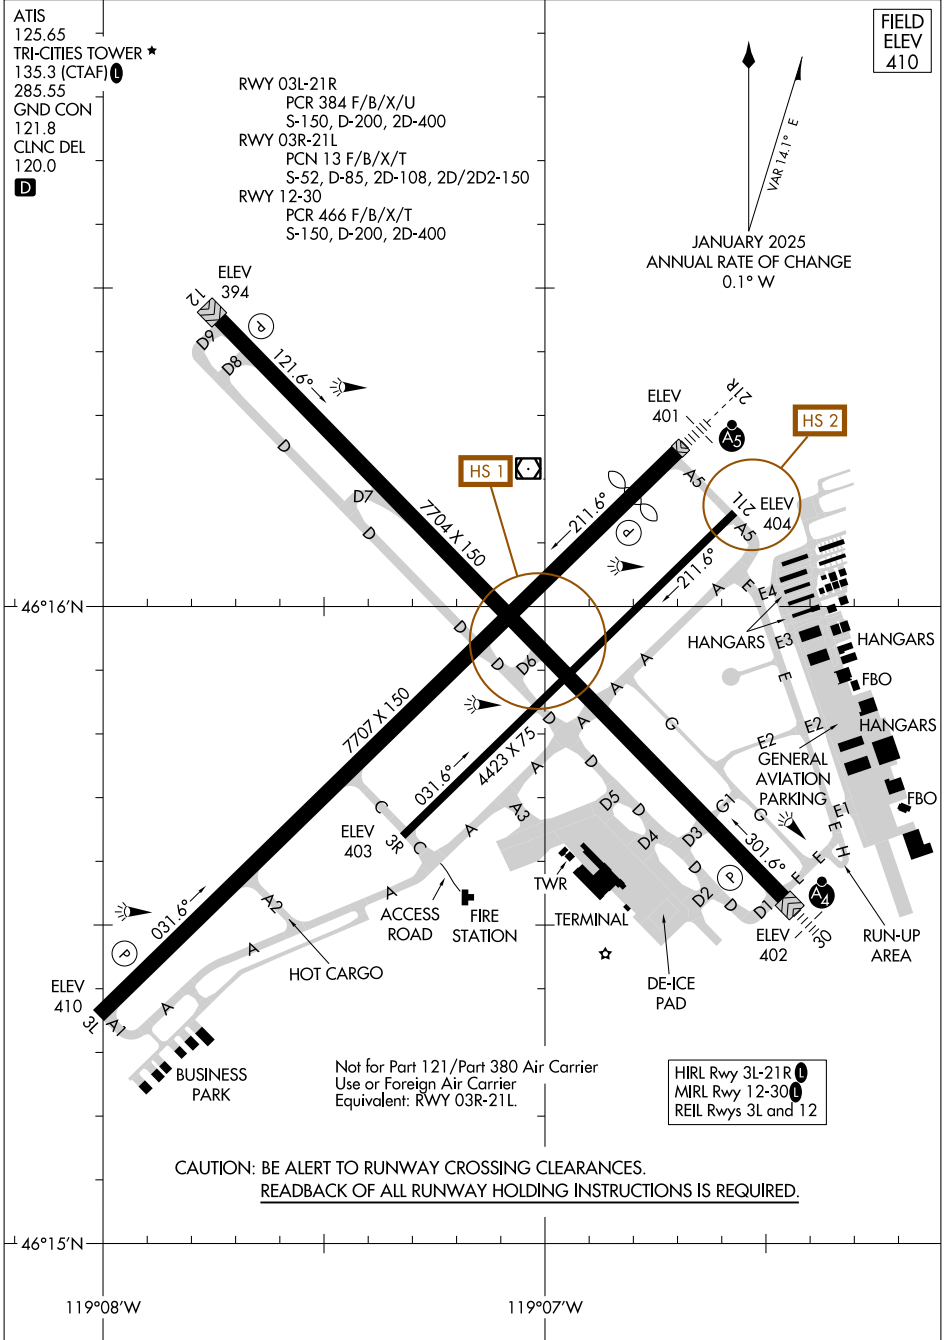 ATIS
125.65
TRI-CITIES TOWER
135.3 (CTAF) L
285.55
GND CON
121.8
CLNC DEL
120.0
D
RWY 03L-21R
PCR 384 F/B/X/U
S-150, D-200, 2D-400
RWY 03R-21L
PCN 13 F/B/X/T
S-52, D-85, 2D-108, 2D/2D2-150
RWY 12-30
PCR 466 F/B/X/T
S-150, D-200, 2D-400
FIELD
ELEV
410
VAR 14.1° E
JANUARY 2025
ANNUAL RATE OF CHANGE
0.1° W
ELEV
394
12
P
D9
D8
121.6°
D
D7
D
7704 X 150
HS 1
ELEV
401
21R
A5
HS 2
A5
211.6°
P
21L
ELEV
404
A5
211.6°
46°16'N
A
A
E
E4
HANGARS
E3
HANGARS
E
FBO
HANGARS
D
D
D6
A
A
G
E2
E2
GENERAL
AVIATION
PARKING
FBO
7707 X 150
D
A
D
031.6°
4423 X 75
A
C
ELEV
403
3R
C
A
A3
D5
D
D4
D3
G1
G
E1
E
301.6°
E
E
H
P
A4
TWR
TERMINAL
D
D2
D
D1
ELEV
402
30
RUN-UP
AREA
031.6°
A2
A
ACCESS
ROAD
FIRE
STATION
P
A
HOT CARGO
DE-ICE
PAD
ELEV
410
3L
A1
A
BUSINESS
PARK
Not for Part 121/Part 380 Air Carrier
Use or Foreign Air Carrier
Equivalent: RWY 03R-21L.
HIRL Rwy 3L-21R L
MIRL Rwy 12-30 L
REIL Rwys 3L and 12
CAUTION: BE ALERT TO RUNWAY CROSSING CLEARANCES.
READBACK OF ALL RUNWAY HOLDING INSTRUCTIONS IS REQUIRED.
46°15'N
119°08'W
119°07'W